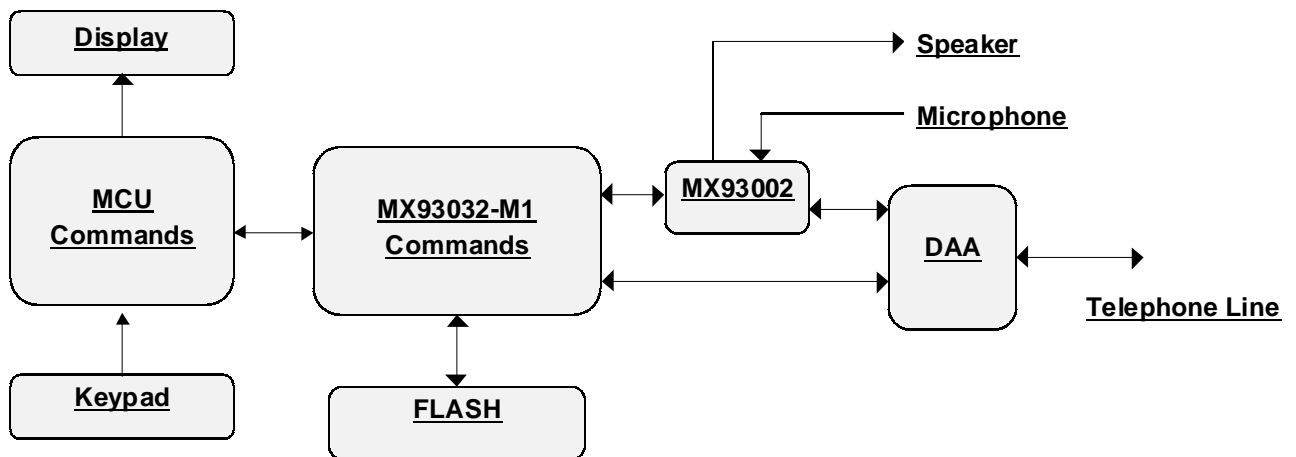 Display
Speaker
Microphone
MCU
Commands
MX93032-M1
Commands
MX93002
DAA
Telephone Line
Keypad
FLASH